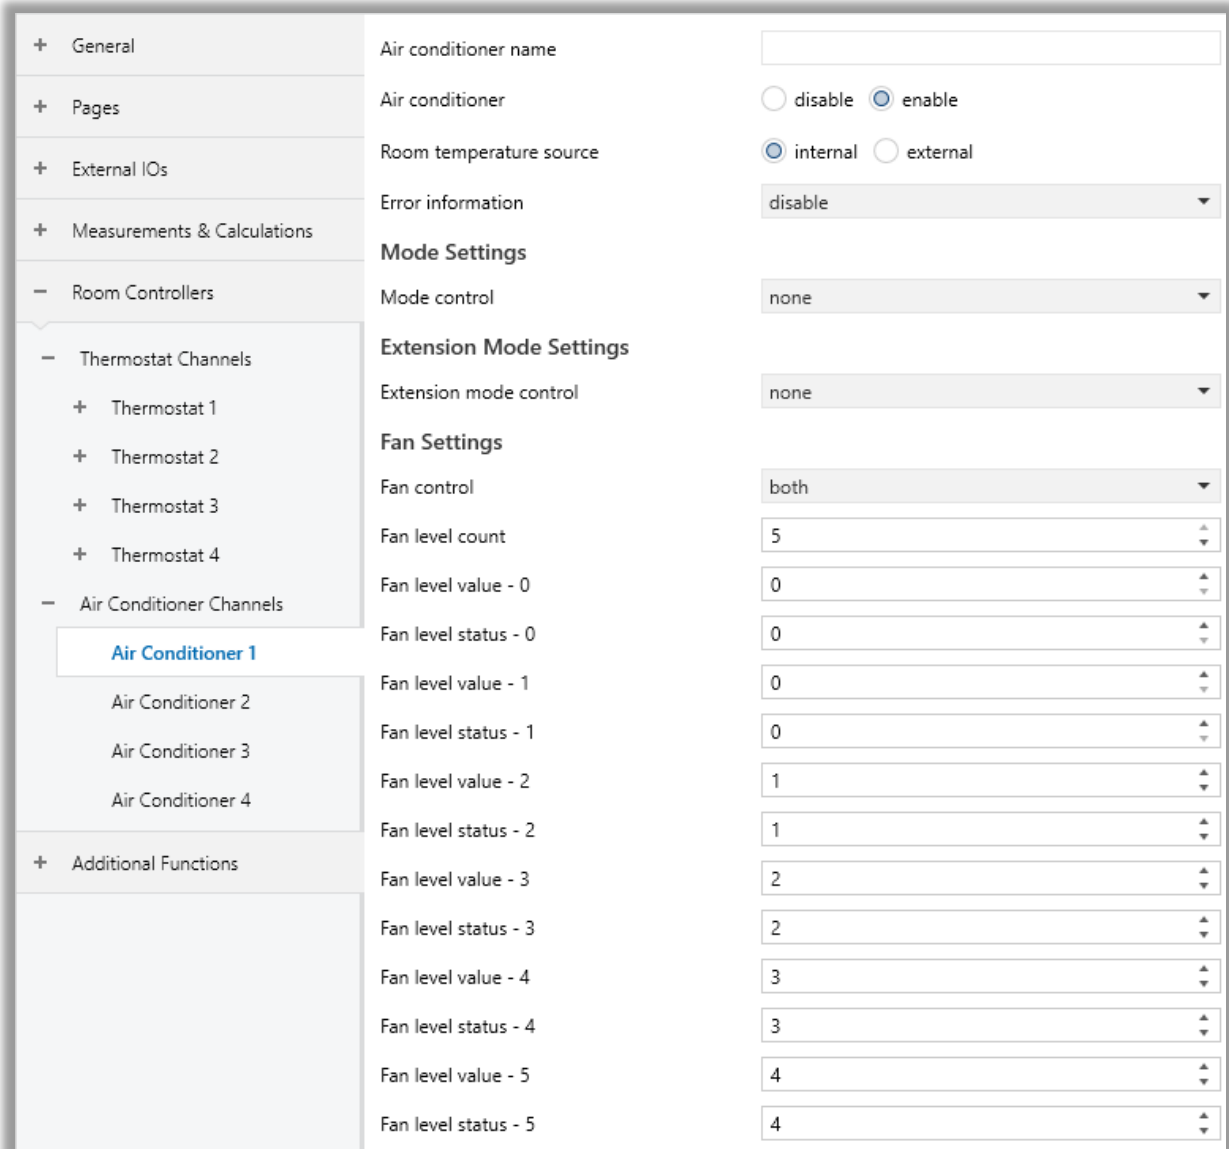 General
Pages
External IOs
Measurements & Calculations
Room Controllers
Thermostat Channels
Thermostat 1
Thermostat 2
Thermostat 3
Thermostat 4
Air Conditioner Channels
Air Conditioner 1
Air Conditioner 2
Air Conditioner 3
Air Conditioner 4
Additional Functions
Air conditioner name
Air conditioner disable enable
Room temperature source internal external
Error information disable
Mode Settings
Mode control none
Extension Mode Settings
Extension mode control none
Fan Settings
Fan control both
Fan level count 5
Fan level value - 0 0
Fan level status - 0 0
Fan level value - 1 0
Fan level status - 1 0
Fan level value - 2 1
Fan level status - 2 1
Fan level value - 3 2
Fan level status - 3 2
Fan level value - 4 3
Fan level status - 4 3
Fan level value - 5 4
Fan level status - 5 4